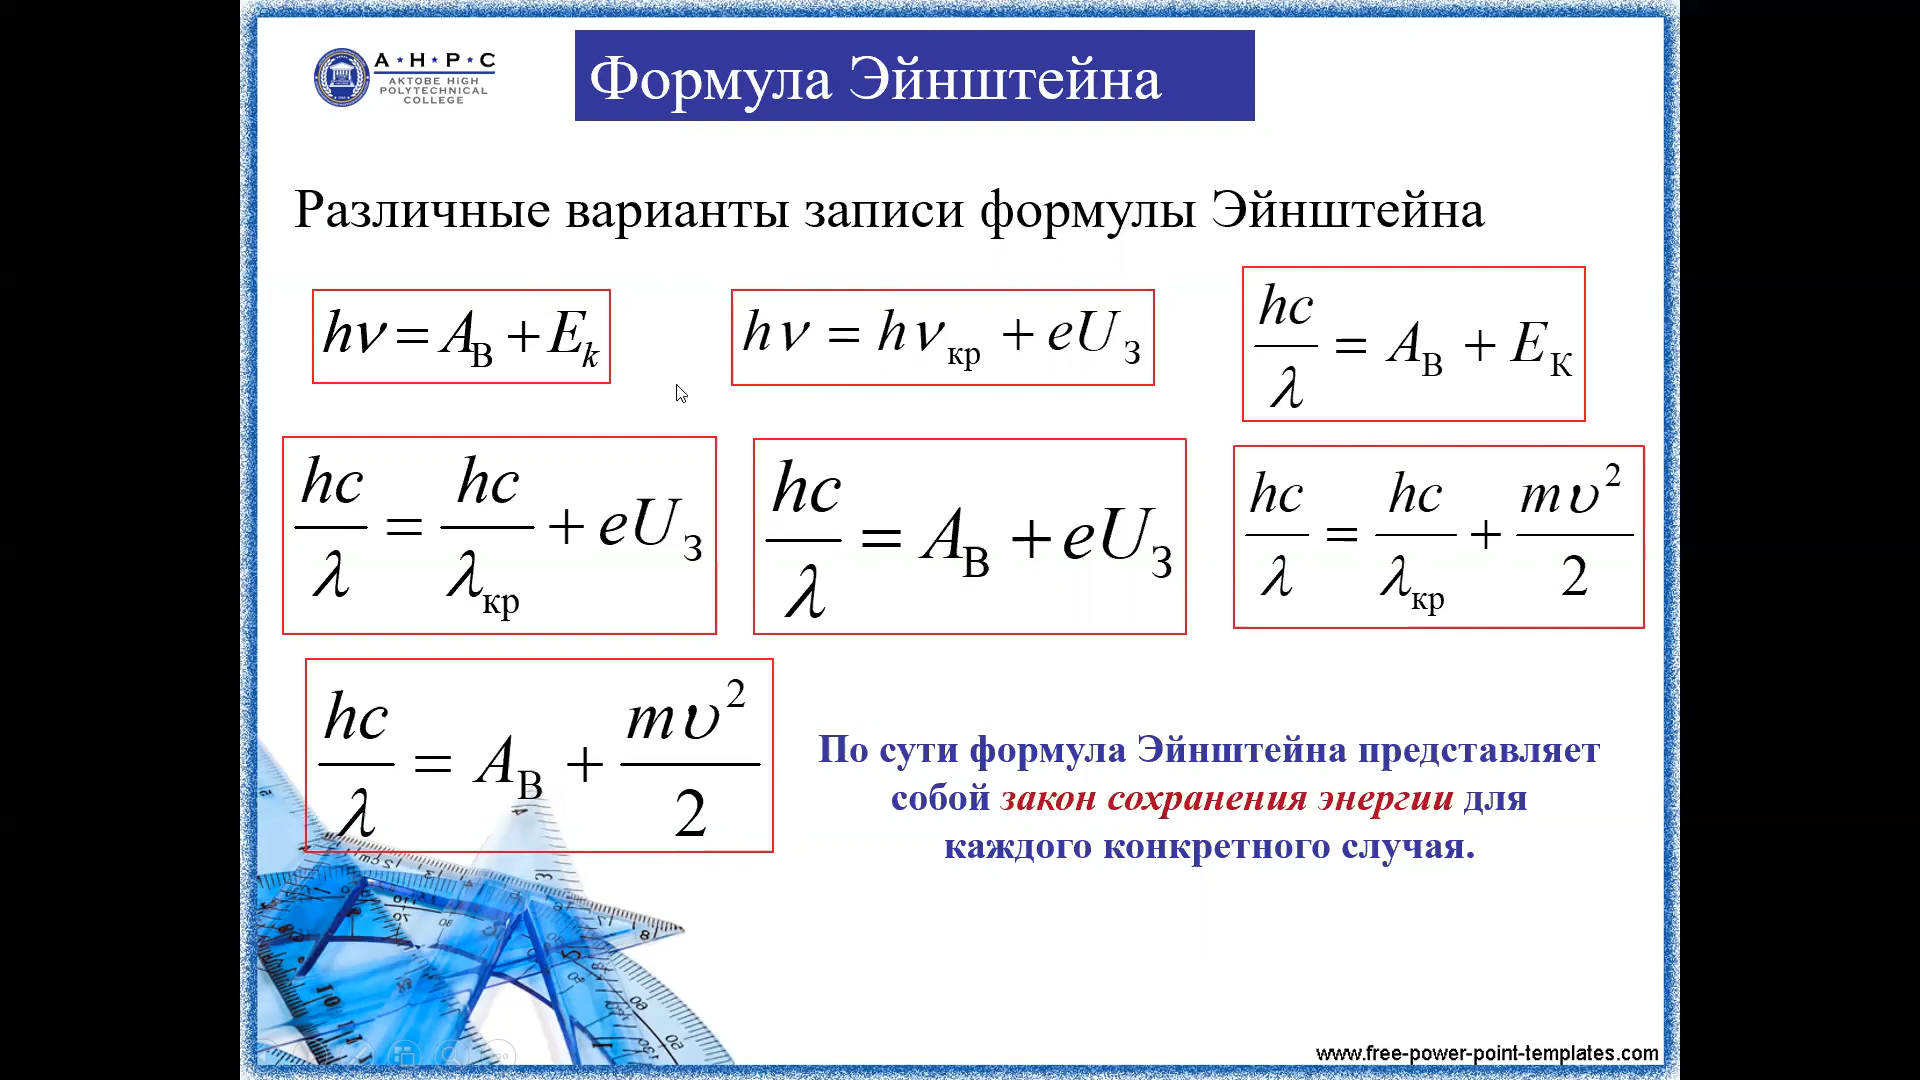 A★H★P★C
AKTOBE HIGH
POLYTECHNICAL
COLLEGE
Формула Эйнштейна
Различные варианты записи формулы Эйнштейна
hν = A_В + E_k
hν = hν_кр + eU_З
hc/λ = A_В + E_К
hc/λ = hc/λ_кр + eU_З
hc/λ = A_В + eU_З
hc/λ = hc/λ_кр + mυ²/2
hc/λ = A_В + mυ²/2
По сути формула Эйнштейна представляет
собой закон сохранения энергии для
каждого конкретного случая.
www.free-power-point-templates.com